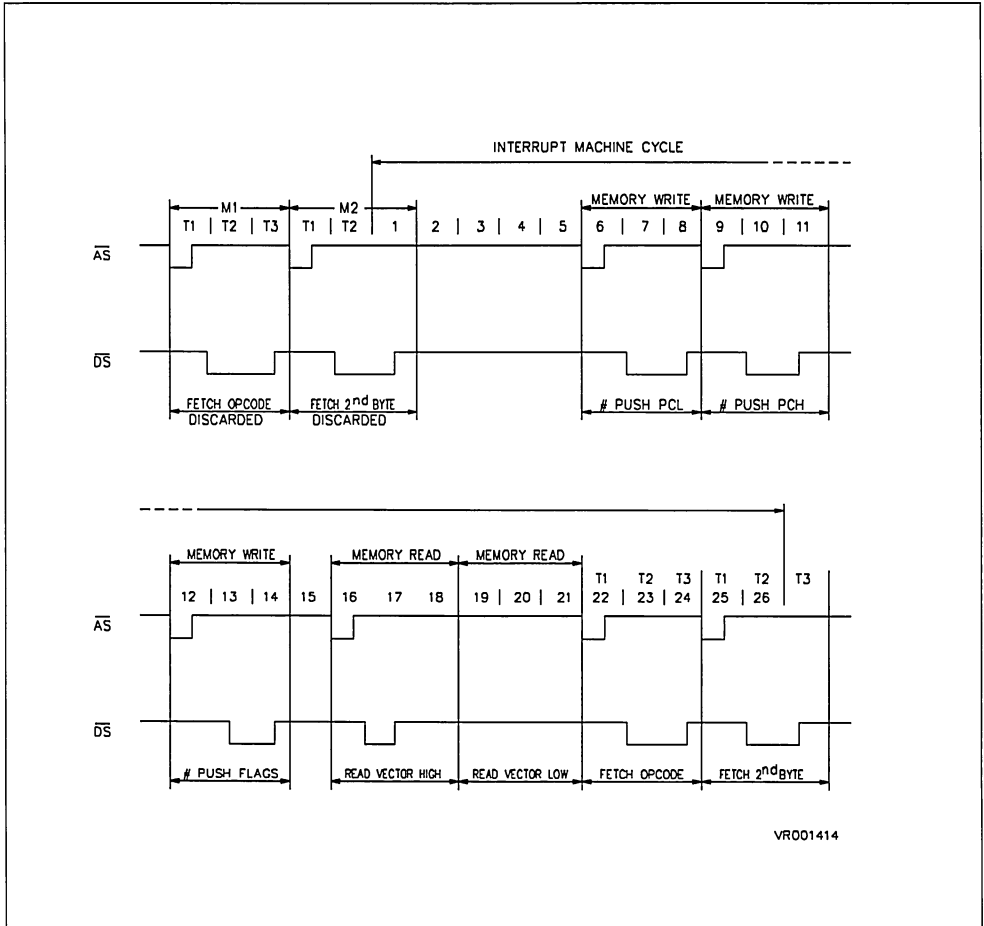 INTERRUPT MACHINE CYCLE
M1 M2 MEMORY WRITE MEMORY WRITE
T1 | T2 | T3 T1 | T2 | 1 2 | 3 | 4 | 5 6 | 7 | 8 9 | 10 | 11
AS
DS
FETCH OPCODE FETCH 2nd BYTE # PUSH PCL # PUSH PCH
DISCARDED DISCARDED
MEMORY WRITE MEMORY READ MEMORY READ
T1 T2 T3 T1 T2 T3
12 | 13 | 14 15 16 17 18 19 | 20 | 21 22 | 23 | 24 25 | 26
AS
DS
# PUSH FLAGS READ VECTOR HIGH READ VECTOR LOW FETCH OPCODE FETCH 2nd BYTE
VR001414